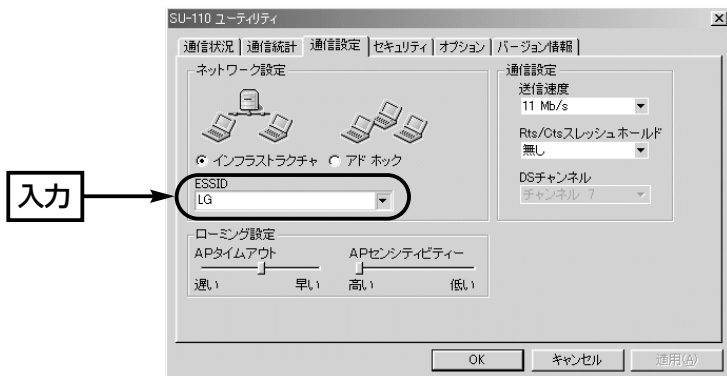 SU-110 ユーティリティ
通信状況 通信統計 通信設定 セキュリティ オプション バージョン情報
ネットワーク設定
インフラストラクチャ アド ホック
ESSID
LG
入力
ローミング設定
APタイムアウト APセンシティビティー
遅い 早い 高い 低い
通信設定
送信速度
11 Mb/s
Rts/Ctsスレッシュホールド
無し
DSチャンネル
チャンネル 7
OK キャンセル 適用(A)